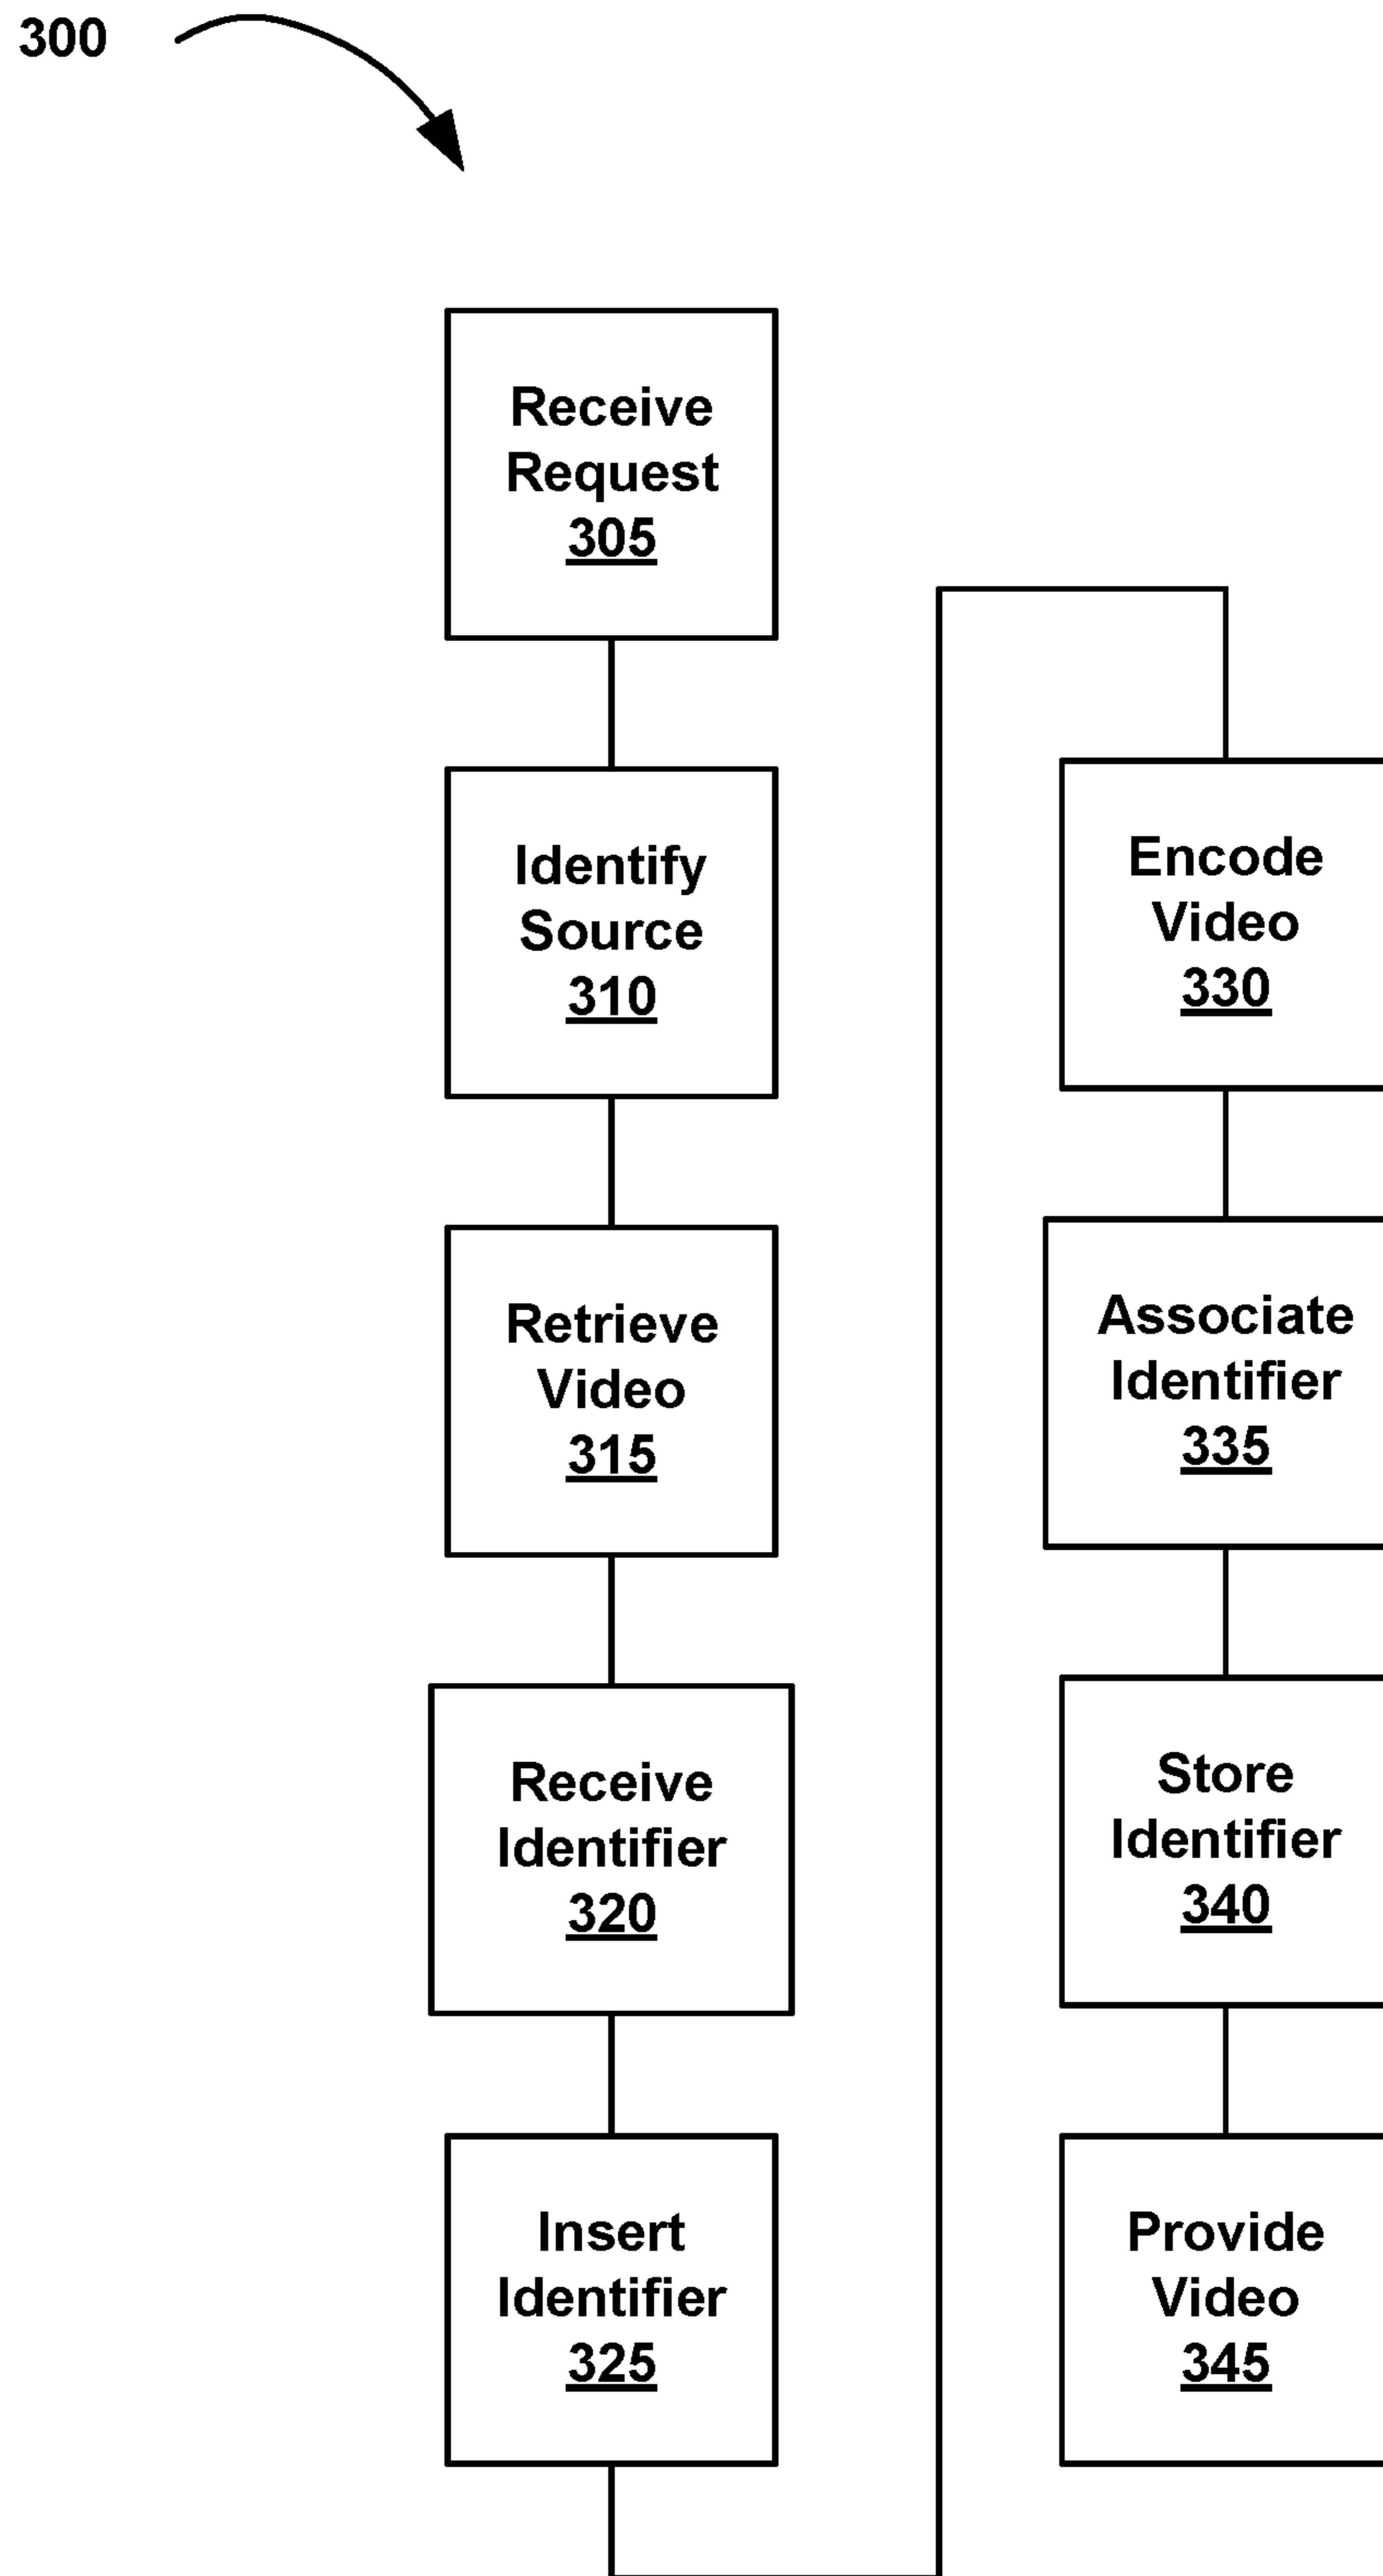 300
Receive
Request
305
Identify
Source
310
Retrieve
Video
315
Receive
Identifier
320
Insert
Identifier
325
Encode
Video
330
Associate
Identifier
335
Store
Identifier
340
Provide
Video
345